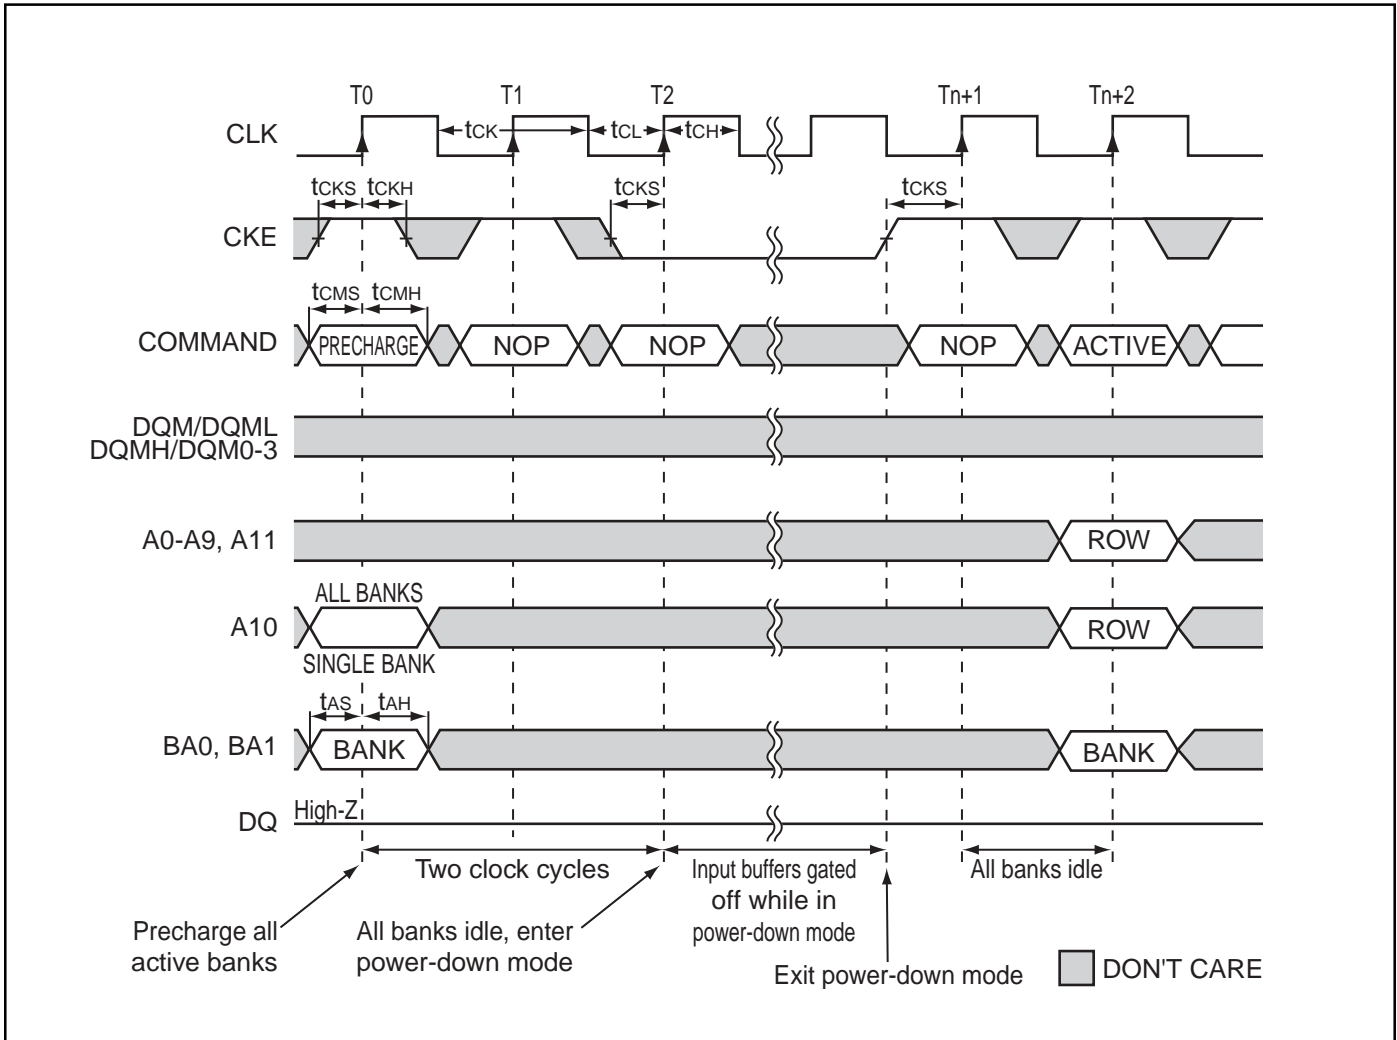 T0 T1 T2 Tn+1 Tn+2
CLK
tCK tCL tCH
tCKS tCKH tCKS tCKS
CKE
tCMS tCMH
COMMAND PRECHARGE NOP NOP NOP ACTIVE
DQM/DQML
DQMH/DQM0-3
A0-A9, A11 ROW
ALL BANKS
A10 ROW
SINGLE BANK
tAS tAH
BA0, BA1 BANK BANK
High-Z
DQ
Two clock cycles Input buffers gated All banks idle
off while in
power-down mode
Precharge all
active banks
All banks idle, enter
power-down mode
Exit power-down mode
DON'T CARE